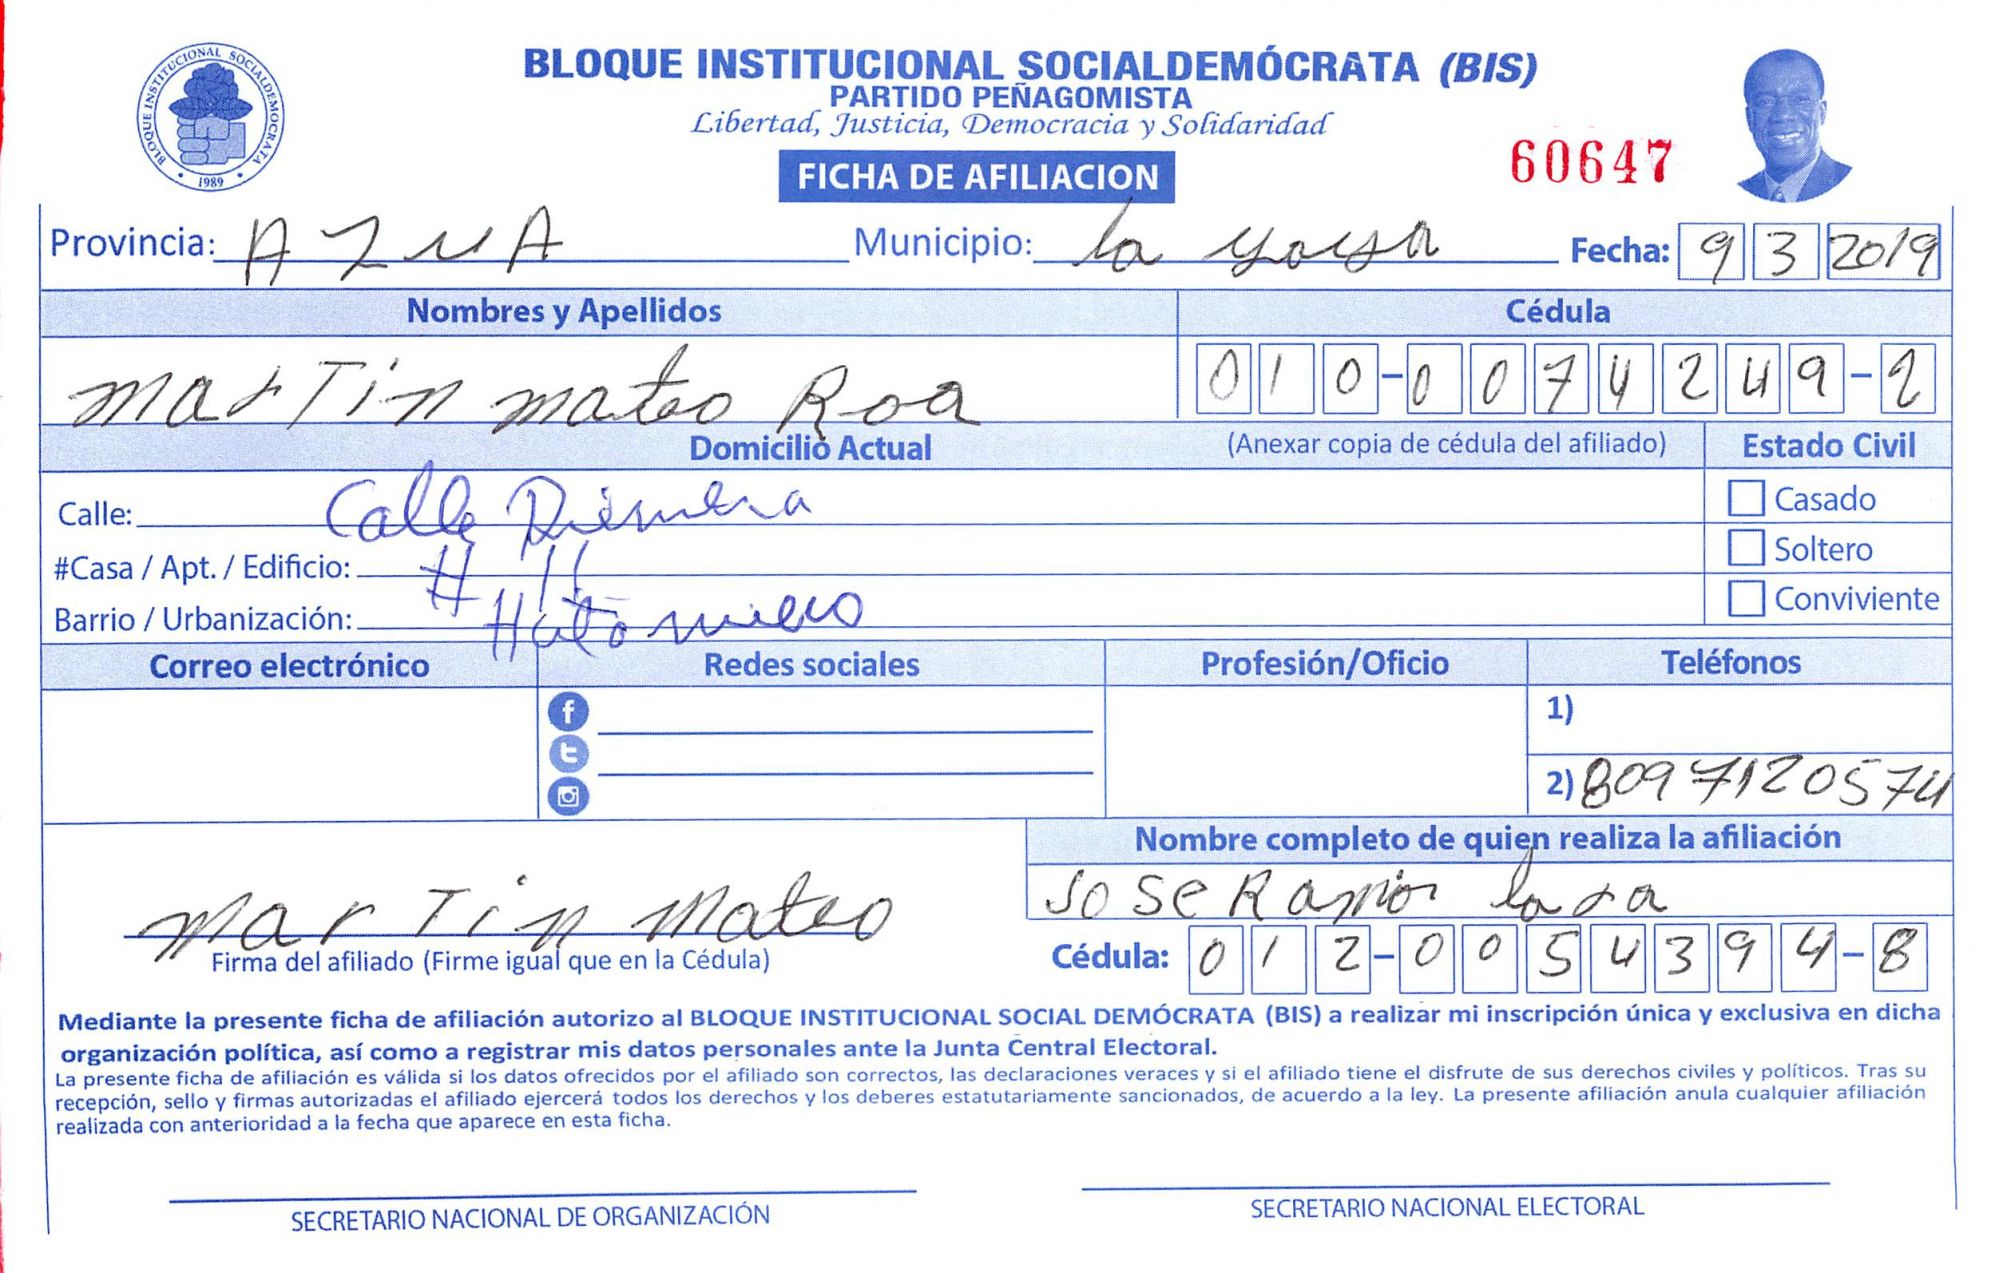 BLOQUE INSTITUCIONAL SOCIALDEMÓCRATA (BIS)
PARTIDO PEÑAGOMISTA
Libertad, Justicia, Democracia y Solidaridad
BLOQUE INSTITUCIONAL SOCIALDEMOCRATA
• 1989 •
FICHA DE AFILIACION
60647
Provincia: AZUA Municipio: la yaysa Fecha: 9 3 2019
Nombres y Apellidos Cédula
MarTin mateo Roa 010-0074249-2
Domicilio Actual (Anexar copia de cédula del afiliado) Estado Civil
Calle: Calle Primera Casado
#Casa / Apt. / Edificio: # 11 Soltero
Barrio / Urbanización: Hato nuevo Conviviente
Correo electrónico Redes sociales Profesión/Oficio Teléfonos
1)
2) 8097120574
Nombre completo de quien realiza la afiliación
JoSe Ramon lara
MarTin Mateo
Firma del afiliado (Firme igual que en la Cédula) Cédula: 012-0054394-8
Mediante la presente ficha de afiliación autorizo al BLOQUE INSTITUCIONAL SOCIAL DEMÓCRATA (BIS) a realizar mi inscripción única y exclusiva en dicha
organización política, así como a registrar mis datos personales ante la Junta Central Electoral.
La presente ficha de afiliación es válida si los datos ofrecidos por el afiliado son correctos, las declaraciones veraces y si el afiliado tiene el disfrute de sus derechos civiles y políticos. Tras su
recepción, sello y firmas autorizadas el afiliado ejercerá todos los derechos y los deberes estatutariamente sancionados, de acuerdo a la ley. La presente afiliación anula cualquier afiliación
realizada con anterioridad a la fecha que aparece en esta ficha.
SECRETARIO NACIONAL DE ORGANIZACIÓN SECRETARIO NACIONAL ELECTORAL